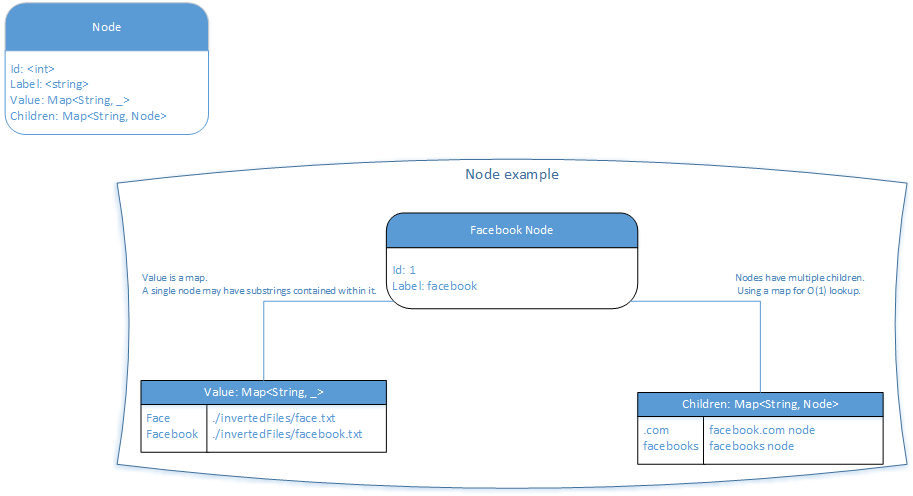 Node
Id: <int>
Label: <string>
Value: Map<String, _>
Children: Map<String, Node>
Node example
Facebook Node
Id: 1
Label: facebook
Value is a map.
A single node may have substrings contained within it.
Nodes have multiple children.
Using a map for O(1) lookup.
Value: Map<String, _>
Face ./invertedFiles/face.txt
Facebook ./invertedFiles/facebook.txt
Children: Map<String, Node>
.com facebook.com node
facebooks facebooks node